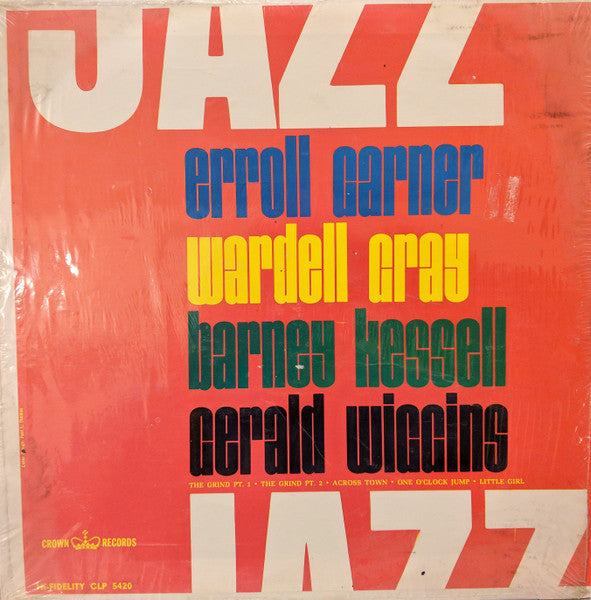 JAZZ
erroll garner
wardell gray
barney kessell
gerald wiggins
THE GRIND PT. 1 • THE GRIND PT. 2 • ACROSS TOWN • ONE O'CLOCK JUMP • LITTLE GIRL
CROWN RECORDS
HI-FIDELITY CLP 5420
JAZZ